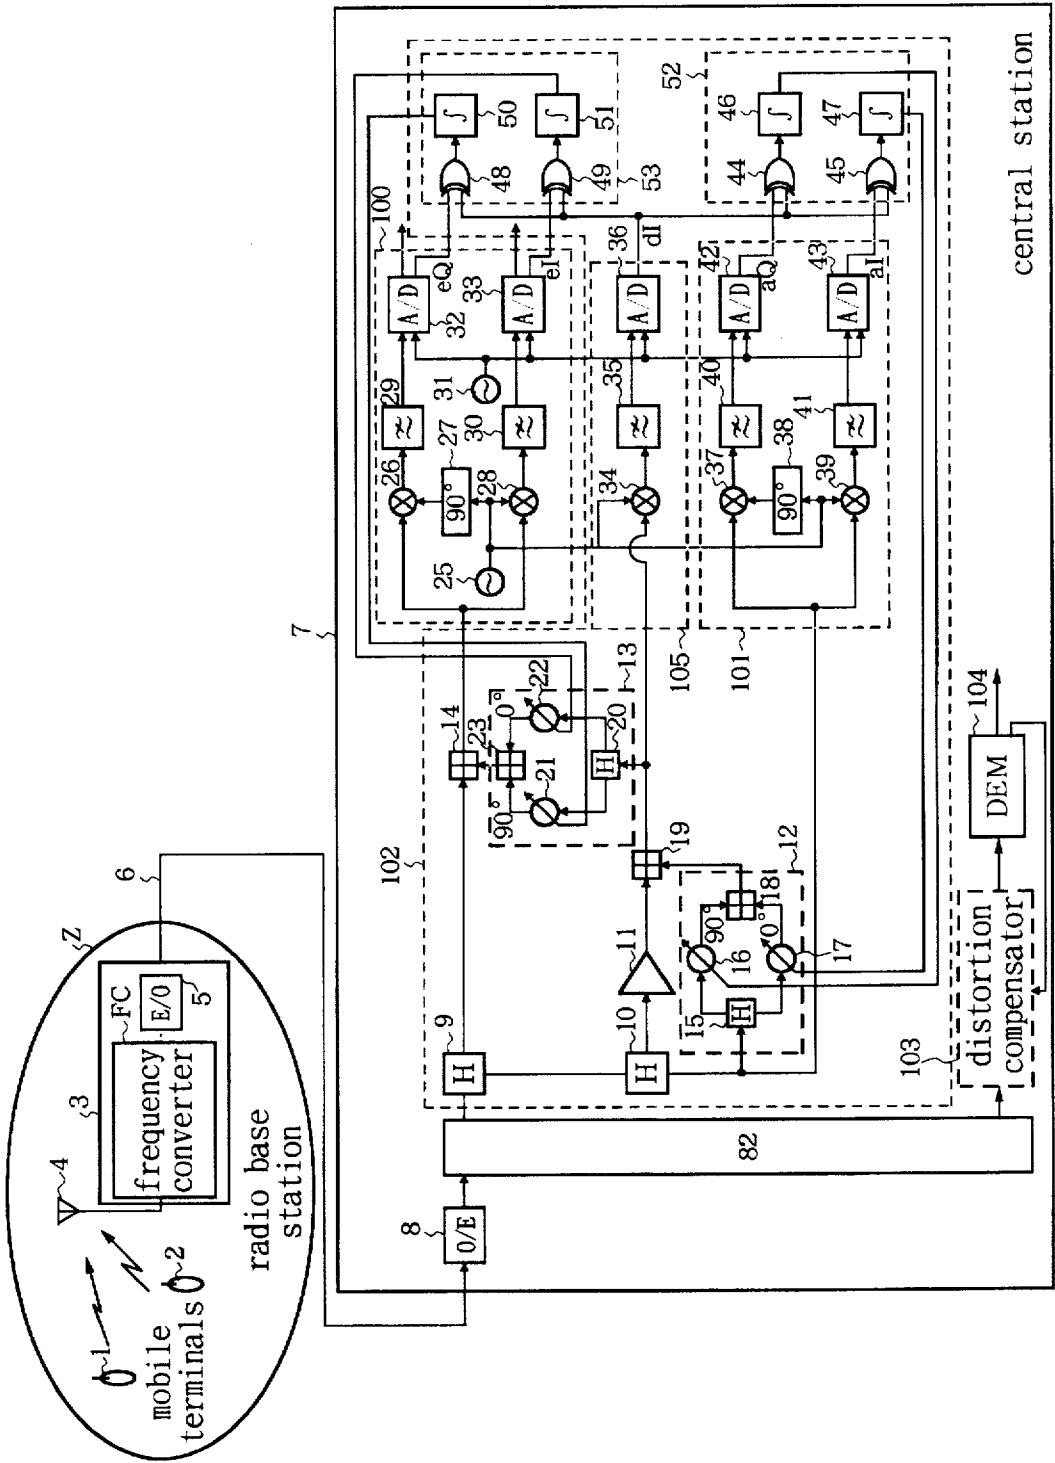 4
3
frequency
converter
FC
E/O
5
Z
1
2
mobile
terminals
radio base
station
6
7
8
O/E
82
central station
102
9
H
10
H
11
12
15
H
16
90°
17
0°
18
19
13
14
20
H
21
90°
22
0°
23
25
26
27
90°
28
29
30
31
32
A/D
eQ
33
A/D
eI
100
34
35
36
A/D
dI
105
37
38
90°
39
40
41
42
A/D
aQ
43
A/D
aI
101
44
45
46
∫
47
∫
52
48
49
50
∫
51
∫
53
103
distortion
compensator
DEM
104